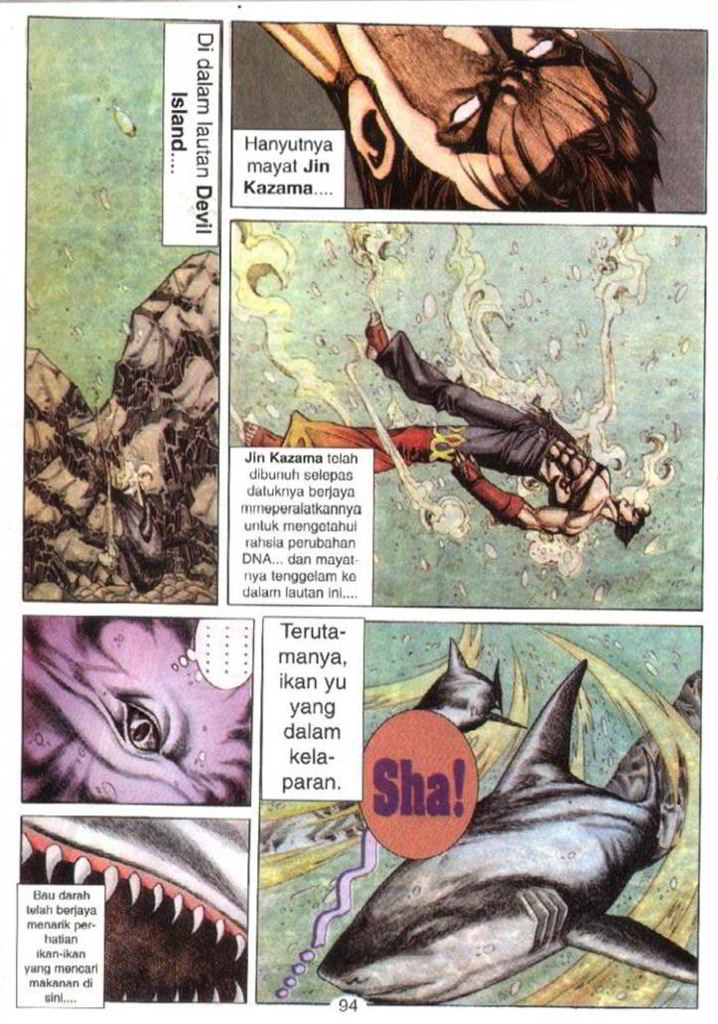 Di dalam lautan Devil
Island....
Hanyutnya
mayat Jin
Kazama....
Jin Kazama telah
dibunuh selepas
datuknya berjaya
mmeperalatkannya
untuk mengetahui
rahsia perubahan
DNA... dan mayat-
nya tenggelam ke
dalam lautan ini....
Teruta-
manya,
ikan yu
yang
dalam
kela-
paran.
Sha!
Bau darah
telah berjaya
menarik per-
hatian
ikan-ikan
yang mencari
makanan di
sini....
94